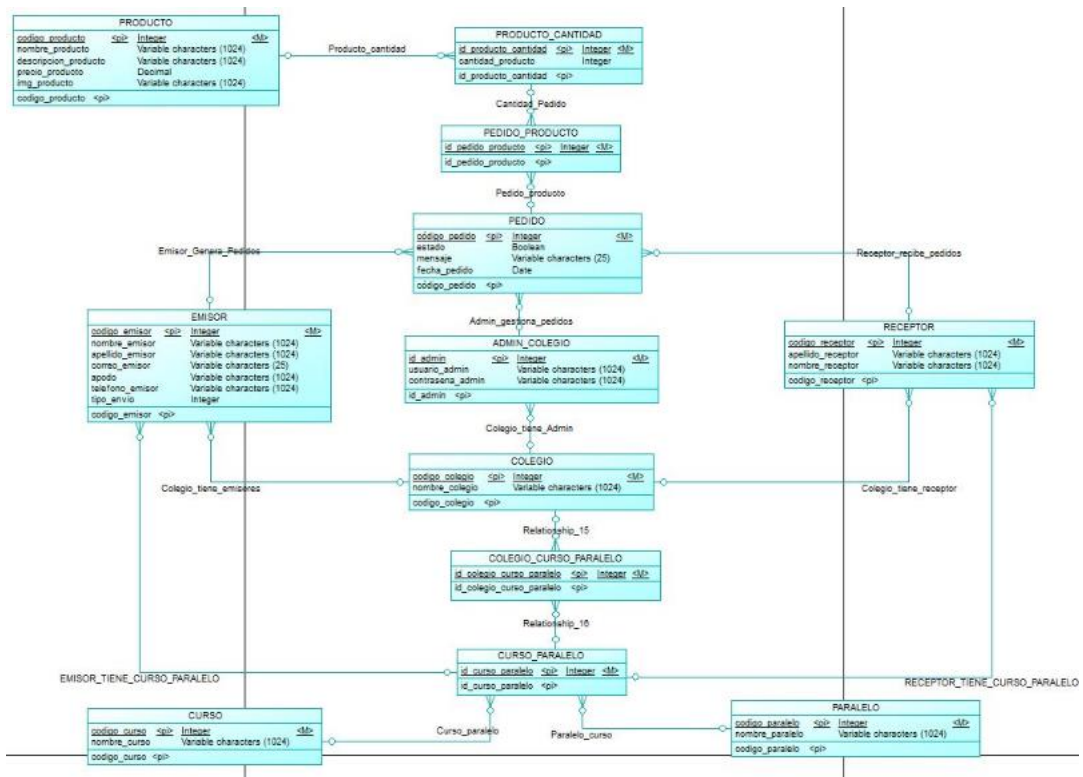 PRODUCTO
codigo_producto <pi> Integer <M>
nombre_producto Variable characters (1024)
descripcion_producto Variable characters (1024)
precio_producto Decimal
img_producto Variable characters (1024)
codigo_producto <pi>
Producto_cantidad
PRODUCTO_CANTIDAD
id_producto_cantidad <pi> Integer <M>
cantidad_producto Integer
id_producto_cantidad <pi>
Cantidad_Pedido
PEDIDO_PRODUCTO
id_pedido_producto <pi> Integer <M>
id_pedido_producto <pi>
Pedido_producto
PEDIDO
código_pedido <pi> Integer <M>
estado Boolean
mensaje Variable characters (25)
fecha_pedido Date
código_pedido <pi>
Emisor_Genera_Pedidos
Receptor_recibe_pedidos
EMISOR
codigo_emisor <pi> Integer <M>
nombre_emisor Variable characters (1024)
apellido_emisor Variable characters (1024)
correo_emisor Variable characters (25)
apodo Variable characters (1024)
telefono_emisor Variable characters (1024)
tipo_envio Integer
codigo_emisor <pi>
Admin_gestiona_pedidos
ADMIN_COLEGIO
id_admin <pi> Integer <M>
usuario_admin Variable characters (1024)
contrasena_admin Variable characters (1024)
id_admin <pi>
RECEPTOR
codigo_receptor <pi> Integer <M>
apellido_receptor Variable characters (1024)
nombre_receptor Variable characters (1024)
codigo_receptor <pi>
Colegio_tiene_Admin
COLEGIO
codigo_colegio <pi> Integer <M>
nombre_colegio Variable characters (1024)
codigo_colegio <pi>
Colegio_tiene_emisores
Colegio_tiene_receptor
Relationship_15
COLEGIO_CURSO_PARALELO
id_colegio_curso_paralelo <pi> Integer <M>
id_colegio_curso_paralelo <pi>
Relationship_16
CURSO_PARALELO
id_curso_paralelo <pi> Integer <M>
id_curso_paralelo <pi>
EMISOR_TIENE_CURSO_PARALELO
RECEPTOR_TIENE_CURSO_PARALELO
CURSO
codigo_curso <pi> Integer <M>
nombre_curso Variable characters (1024)
codigo_curso <pi>
Curso_paralelo
Paralelo_curso
PARALELO
codigo_paralelo <pi> Integer <M>
nombre_paralelo Variable characters (1024)
codigo_paralelo <pi>